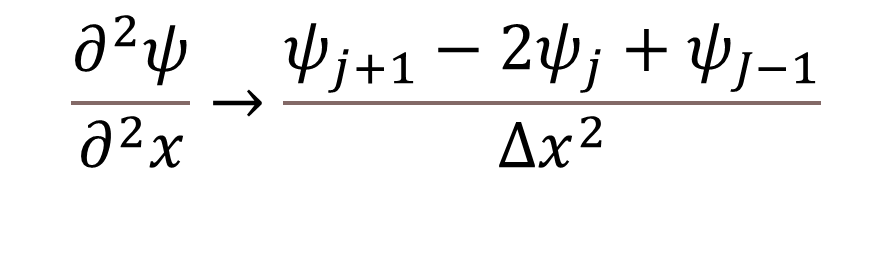 ∂²ψ/∂²x → (ψ_{j+1} − 2ψ_j + ψ_{J−1})/Δx²